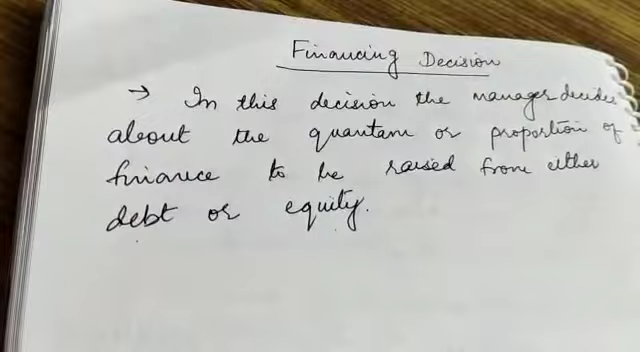 Financing Decision
→ In this decision the manager decides
about the quantam or proportion of
finance to be raised from either
debt or equity.